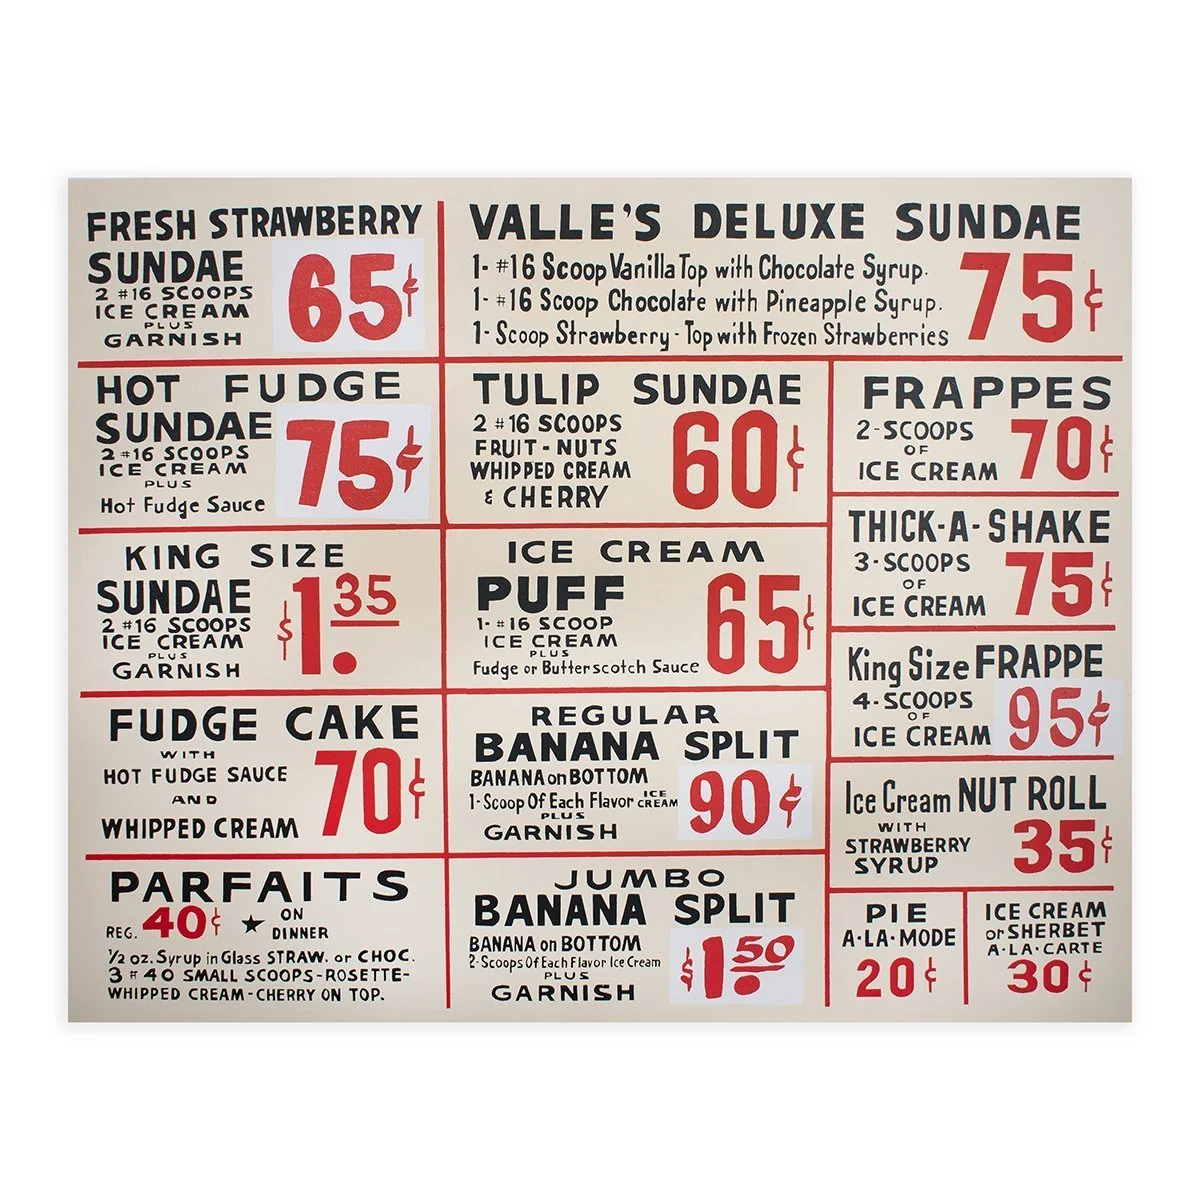 FRESH STRAWBERRY
SUNDAE
2 #16 SCOOPS
ICE CREAM
PLUS
GARNISH
65¢
VALLE'S DELUXE SUNDAE
1- #16 Scoop Vanilla Top with Chocolate Syrup.
1- #16 Scoop Chocolate with Pineapple Syrup.
1- Scoop Strawberry - Top with Frozen Strawberries
75¢
HOT FUDGE
SUNDAE
2 #16 SCOOPS
ICE CREAM
PLUS
Hot Fudge Sauce
75¢
TULIP SUNDAE
2 #16 SCOOPS
FRUIT - NUTS
WHIPPED CREAM
& CHERRY
60¢
FRAPPES
2-SCOOPS
OF
ICE CREAM
70¢
THICK-A-SHAKE
3-SCOOPS
OF
ICE CREAM
75¢
KING SIZE
SUNDAE
2 #16 SCOOPS
ICE CREAM
PLUS
GARNISH
$1.35
ICE CREAM
PUFF
1- #16 SCOOP
ICE CREAM
PLUS
Fudge or Butterscotch Sauce
65¢
King Size FRAPPE
4-SCOOPS
OF
ICE CREAM
95¢
FUDGE CAKE
WITH
HOT FUDGE SAUCE
AND
WHIPPED CREAM
70¢
REGULAR
BANANA SPLIT
BANANA on BOTTOM
1-Scoop Of Each Flavor ICE CREAM
PLUS
GARNISH
90¢
Ice Cream NUT ROLL
WITH
STRAWBERRY
SYRUP
35¢
PARFAITS
REG. 40¢ ★ ON DINNER
½ oz. Syrup in Glass STRAW. or CHOC.
3 # 40 SMALL SCOOPS-ROSETTE-
WHIPPED CREAM-CHERRY ON TOP.
JUMBO
BANANA SPLIT
BANANA on BOTTOM
2-Scoops Of Each Flavor Ice Cream
PLUS
GARNISH
$1.50
PIE
A·LA·MODE
20¢
ICE CREAM
or SHERBET
A·LA·CARTE
30¢